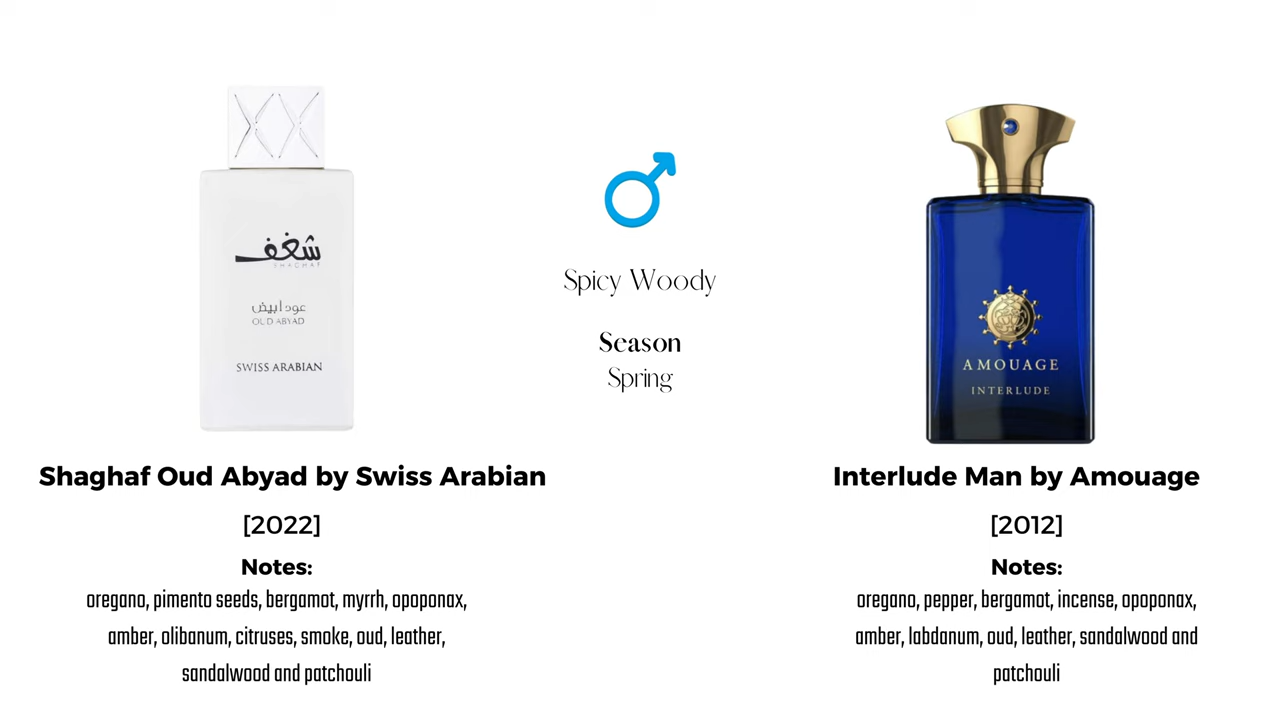 شغف
SHAGHAF
عود ابيض
OUD ABYAD
SWISS ARABIAN
Shaghaf Oud Abyad by Swiss Arabian
[2022]
Notes:
oregano, pimento seeds, bergamot, myrrh, opoponax,
amber, olibanum, citruses, smoke, oud, leather,
sandalwood and patchouli
Spicy Woody
Season
Spring
AMOUAGE
INTERLUDE
Interlude Man by Amouage
[2012]
Notes:
oregano, pepper, bergamot, incense, opoponax,
amber, labdanum, oud, leather, sandalwood and
patchouli